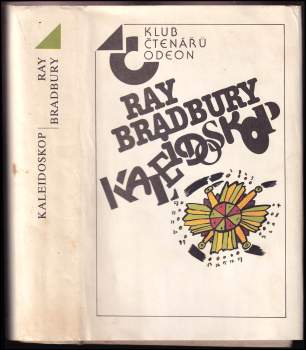 KALEIDOSKOP
RAY
BRADBURY
KLUB
ČTENÁŘŮ
ODEON
RAY
BRADBURY
KALEIDOSKOP